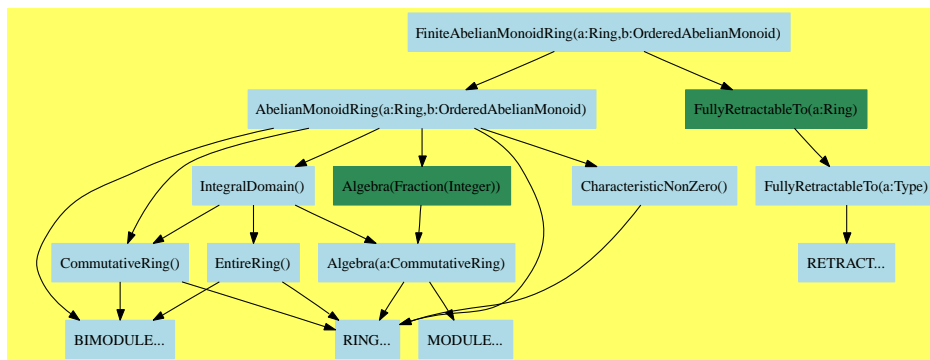 FiniteAbelianMonoidRing(a:Ring,b:OrderedAbelianMonoid)
AbelianMonoidRing(a:Ring,b:OrderedAbelianMonoid)
FullyRetractableTo(a:Ring)
IntegralDomain()
Algebra(Fraction(Integer))
CharacteristicNonZero()
FullyRetractableTo(a:Type)
CommutativeRing()
EntireRing()
Algebra(a:CommutativeRing)
RETRACT...
BIMODULE...
RING...
MODULE...